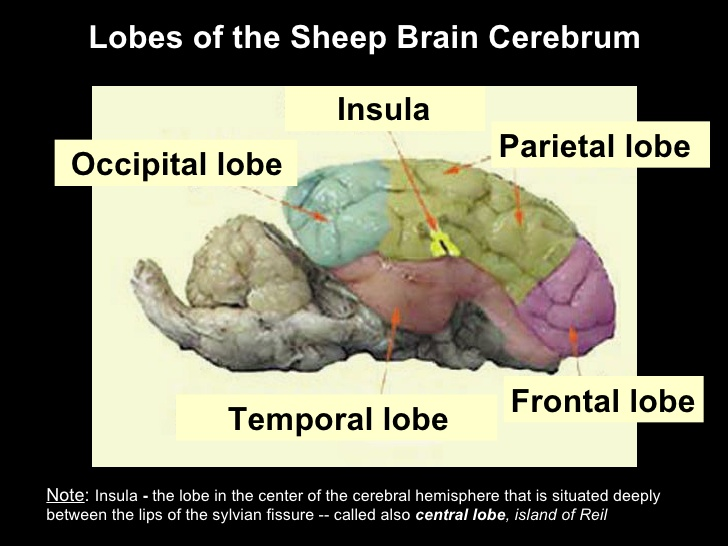 Lobes of the Sheep Brain Cerebrum
Insula
Parietal lobe
Occipital lobe
Temporal lobe
Frontal lobe
Note: Insula - the lobe in the center of the cerebral hemisphere that is situated deeply
between the lips of the sylvian fissure -- called also central lobe, island of Reil